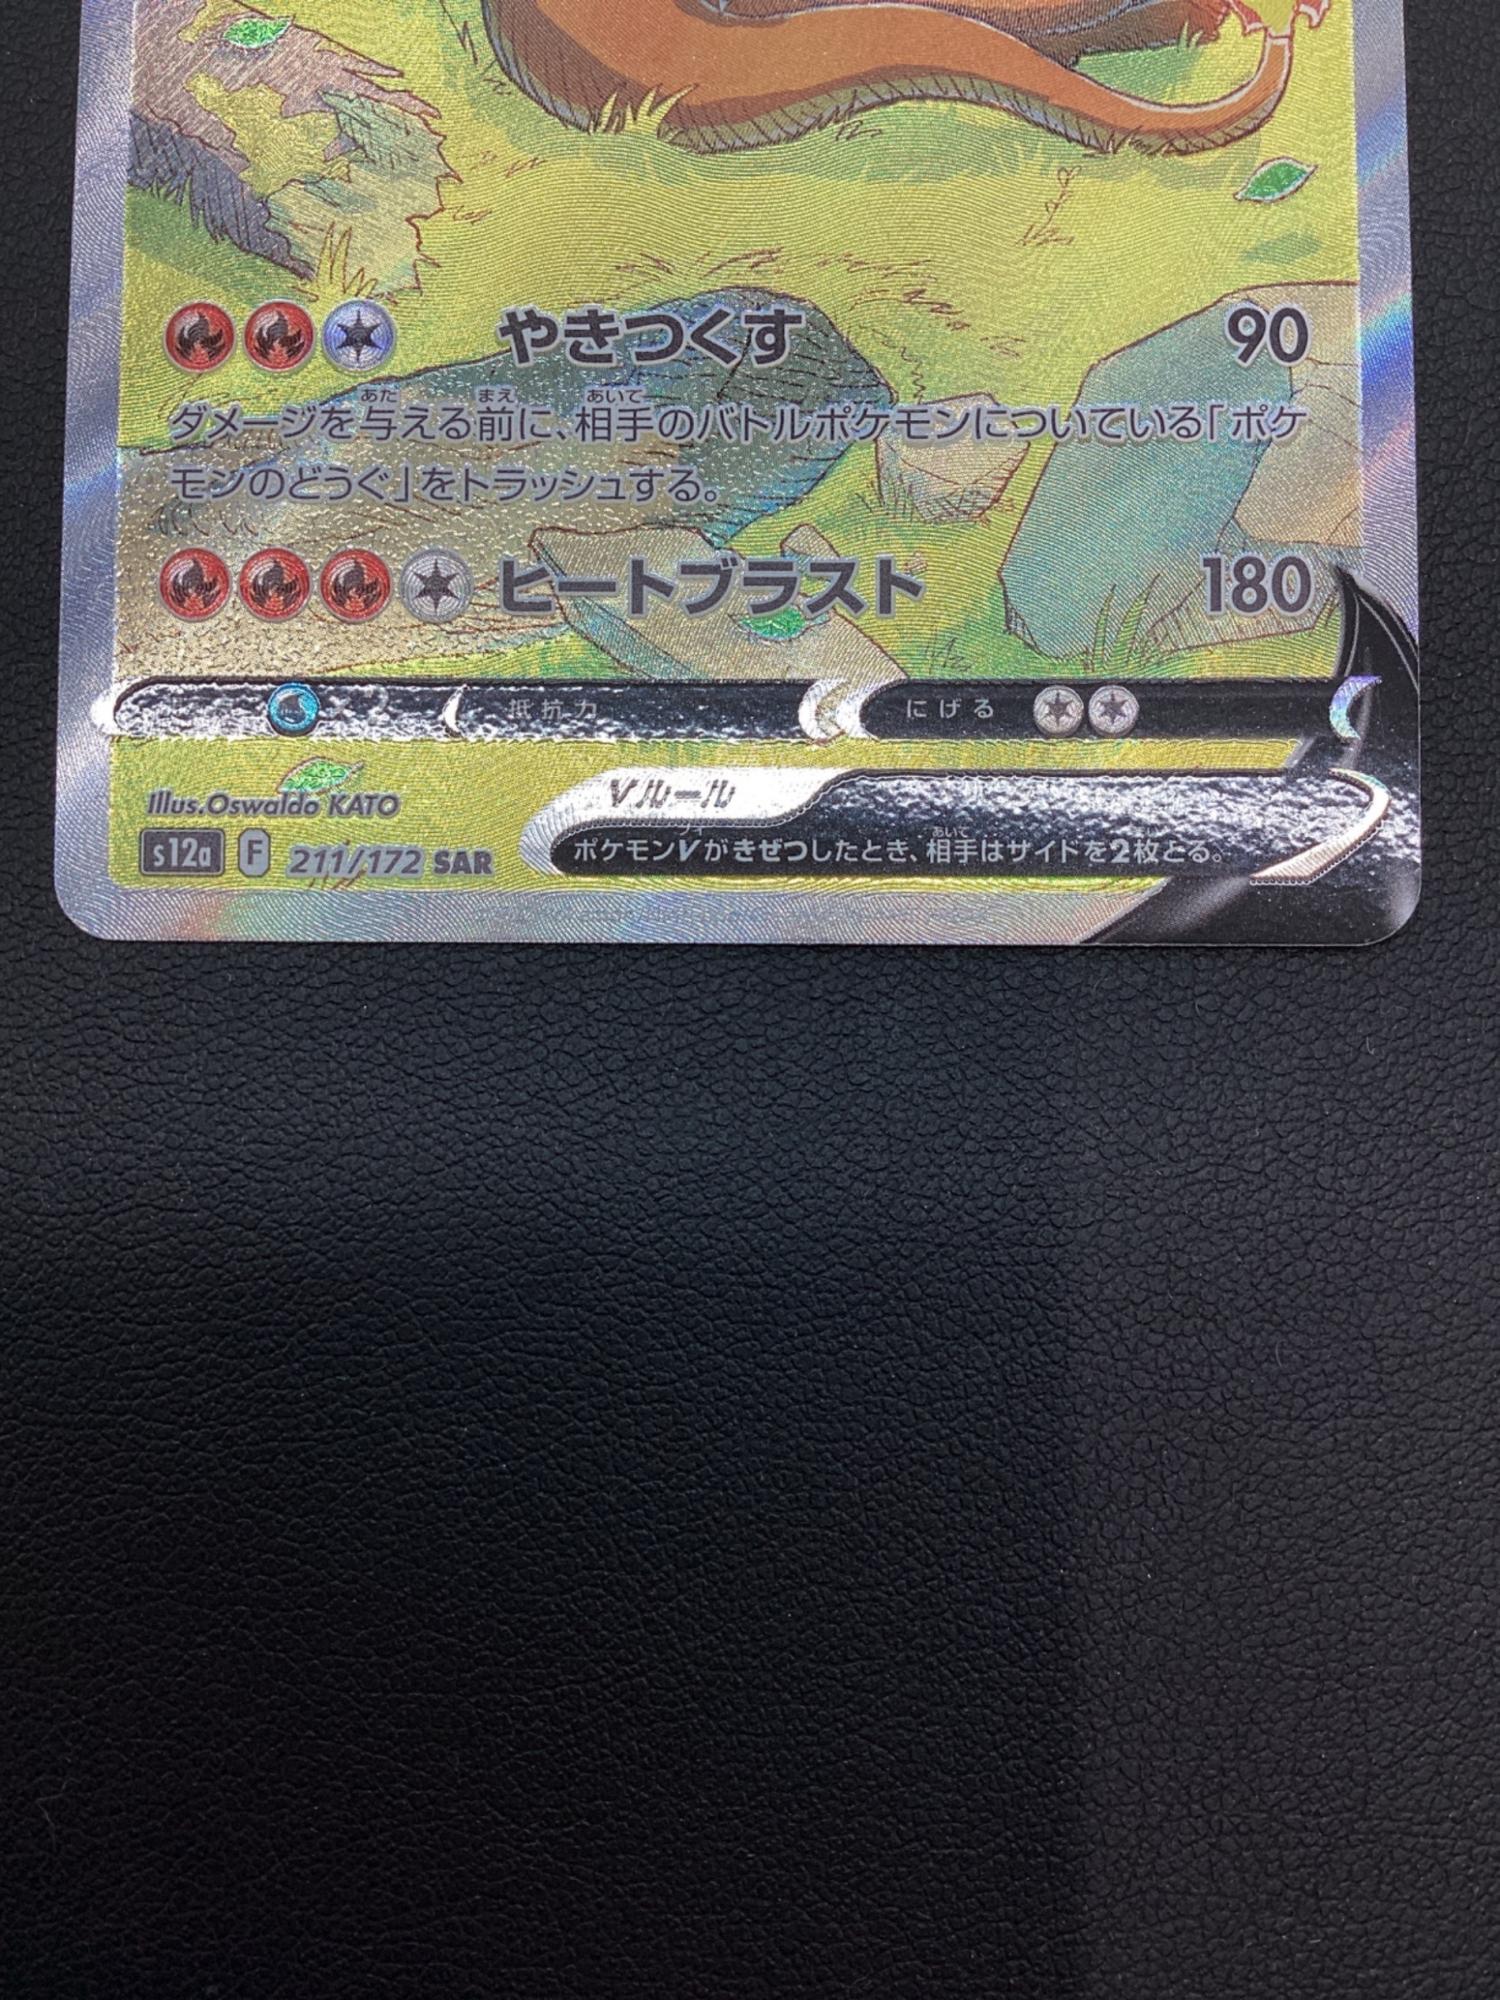 やきつくす 90
ダメージを与える前に、相手のバトルポケモンについている「ポケ
モンのどうぐ」をトラッシュする。
ヒートブラスト 180
×2 抵抗力 にげる
Illus.Oswaldo KATO
Vルール
ポケモンVがきぜつしたとき、相手はサイドを2枚とる。
s12a F 211/172 SAR